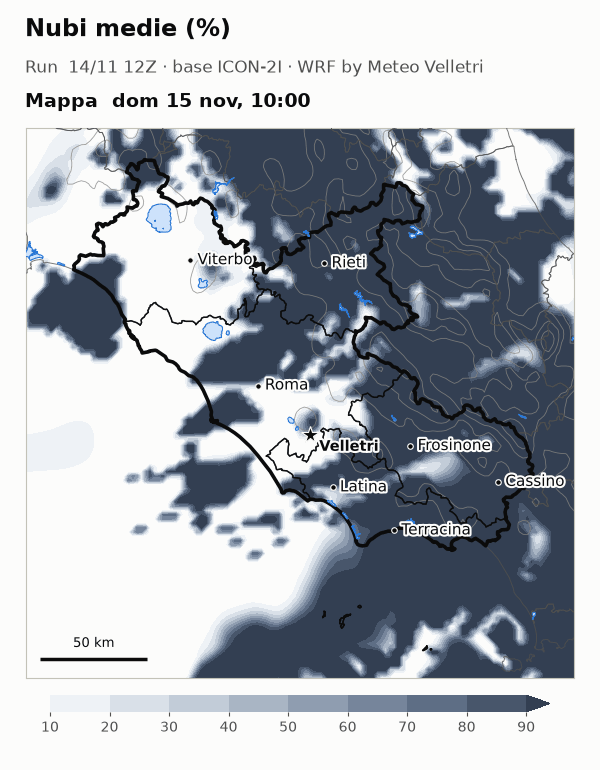 Nubi medie (%)
Run  14/11 12Z · base ICON-2I · WRF by Meteo Velletri
Mappa  dom 15 nov, 10:00
Viterbo
Rieti
Roma
Velletri
Frosinone
Cassino
Latina
Terracina
50 km
10 20 30 40 50 60 70 80 90